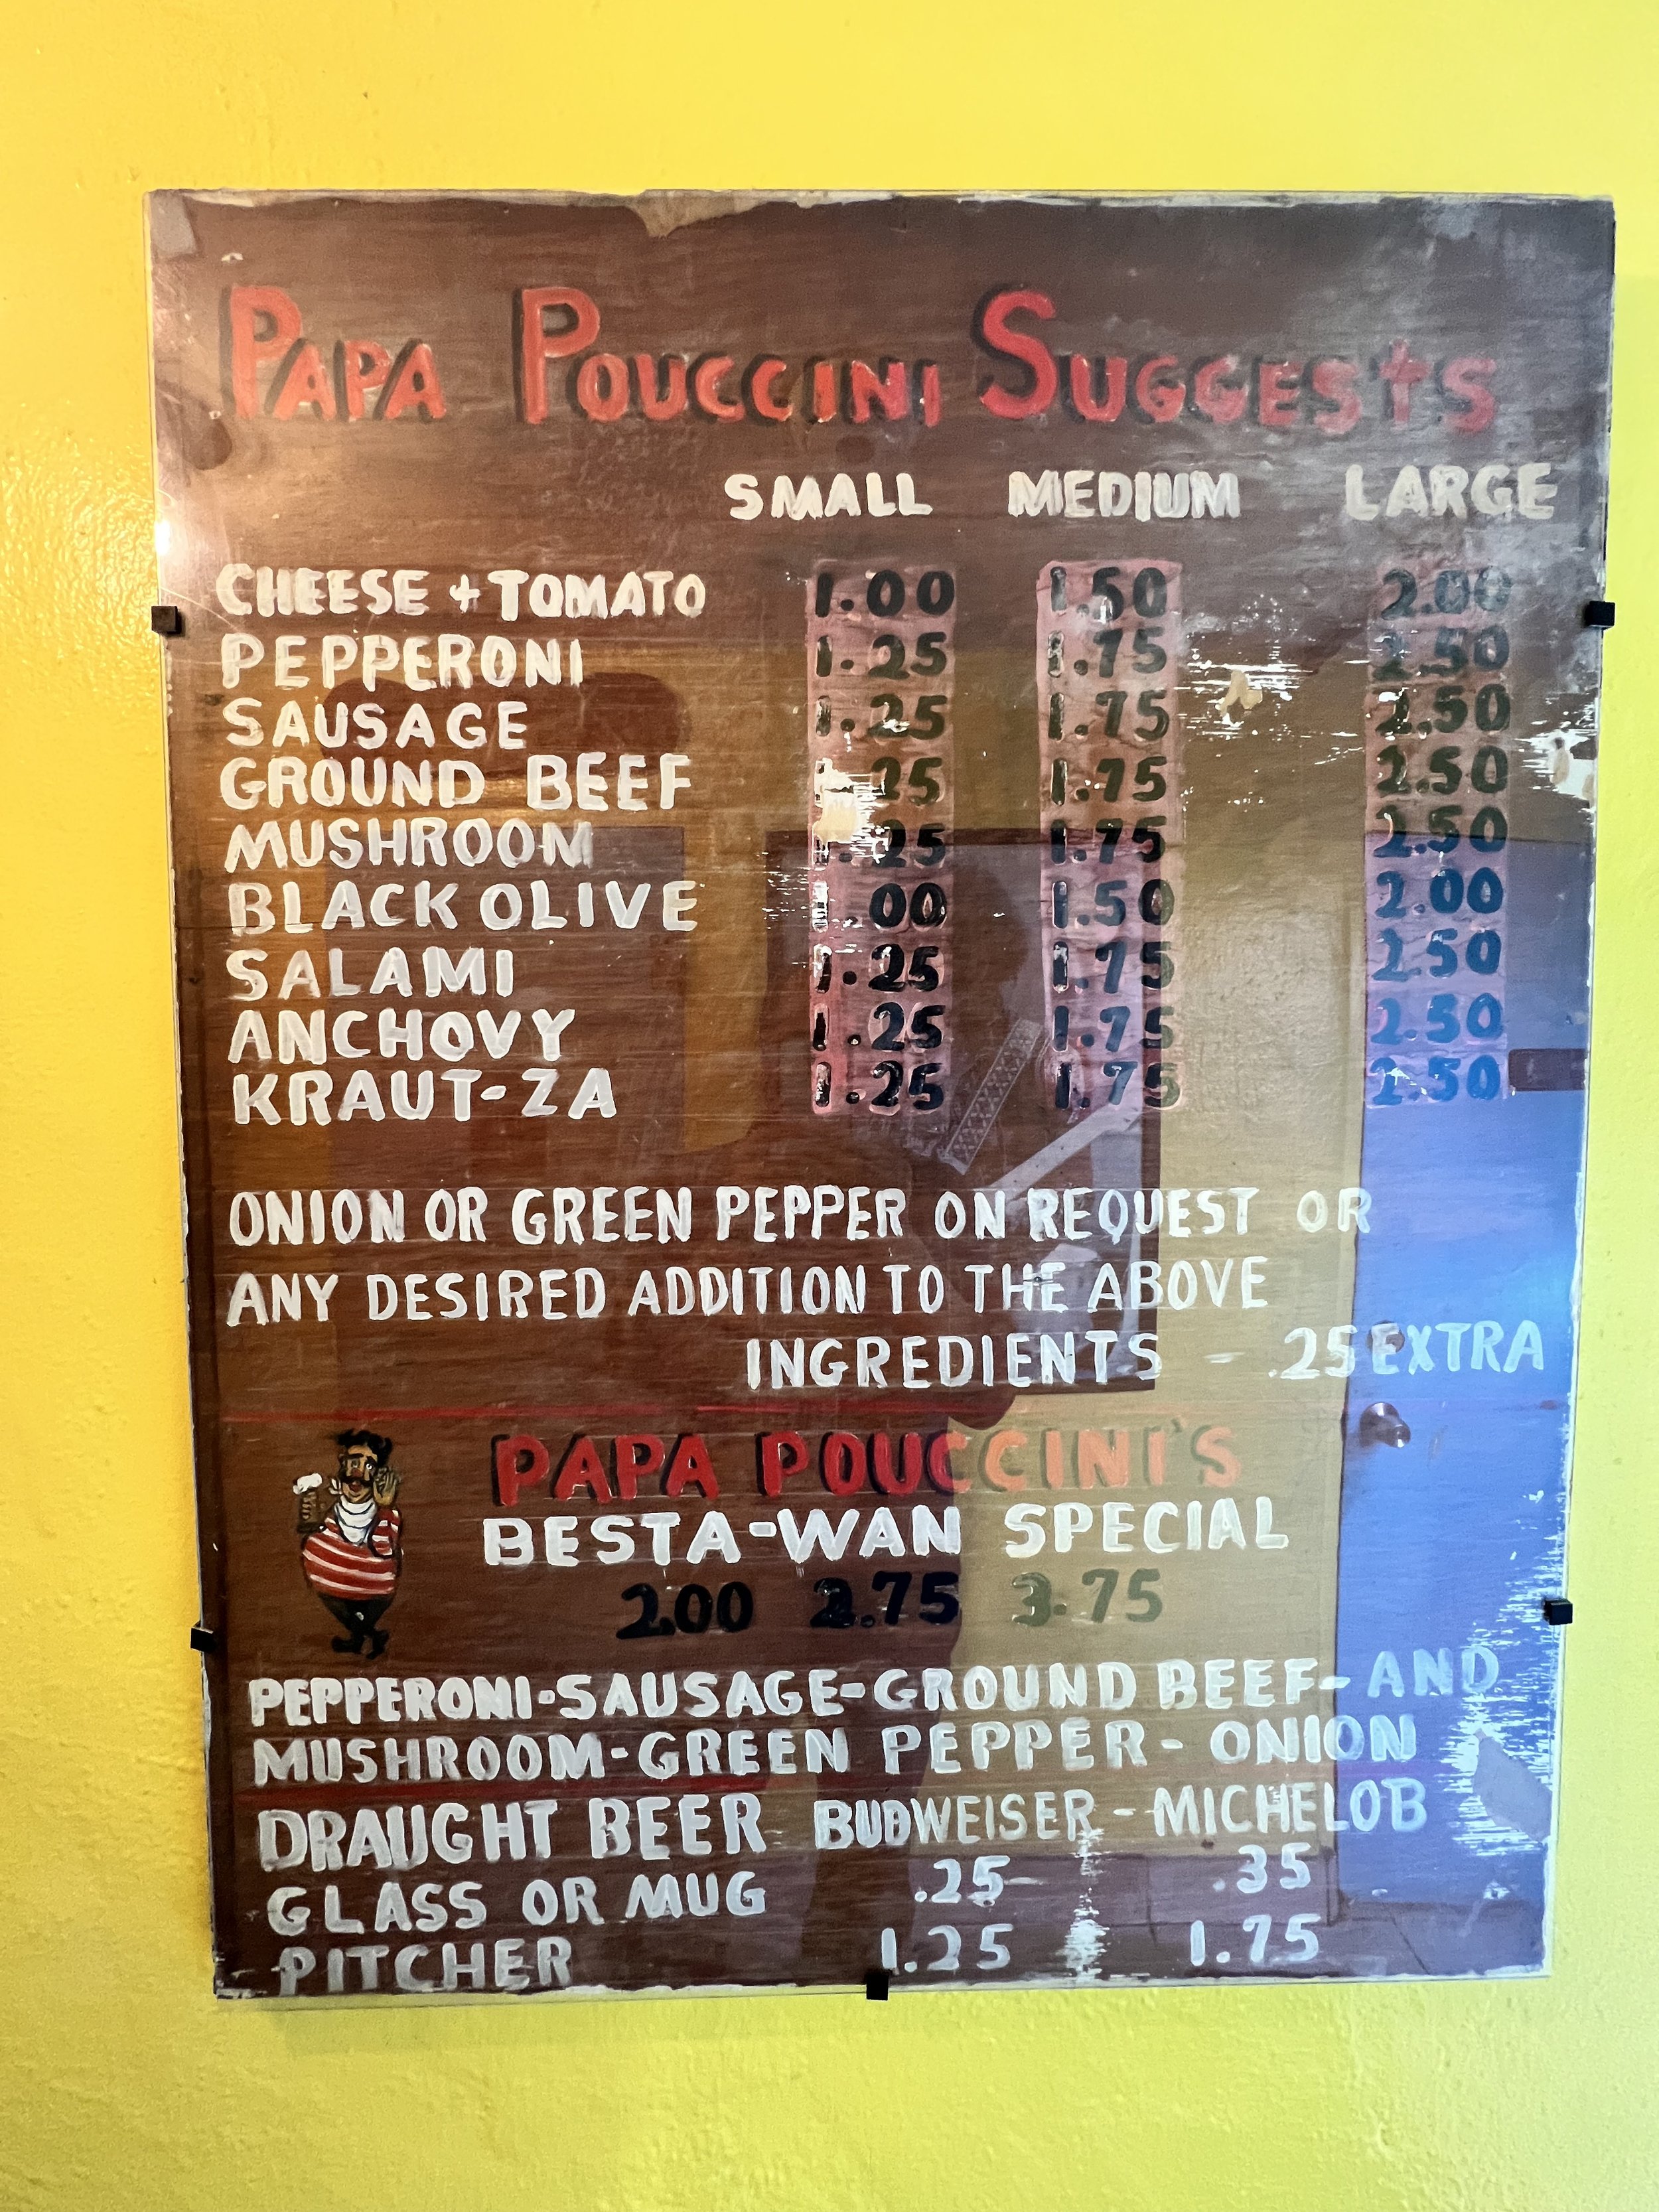 PAPA POUCCINI SUGGESTS
SMALL MEDIUM LARGE
CHEESE + TOMATO 1.00 1.50 2.00
PEPPERONI 1.25 1.75 2.50
SAUSAGE 1.25 1.75 2.50
GROUND BEEF 1.25 1.75 2.50
MUSHROOM 1.25 1.75 2.50
BLACK OLIVE 1.00 1.50 2.00
SALAMI 1.25 1.75 2.50
ANCHOVY 1.25 1.75 2.50
KRAUT-ZA 1.25 1.75 2.50
ONION OR GREEN PEPPER ON REQUEST OR
ANY DESIRED ADDITION TO THE ABOVE
INGREDIENTS - .25 EXTRA
PAPA POUCCINI'S
BESTA-WAN SPECIAL
2.00 2.75 3.75
PEPPERONI-SAUSAGE-GROUND BEEF-AND
MUSHROOM-GREEN PEPPER-ONION
DRAUGHT BEER BUDWEISER - MICHELOB
GLASS OR MUG .25 .35
PITCHER 1.25 1.75